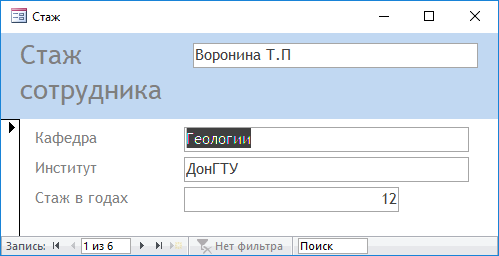 Стаж
Стаж сотрудника
Воронина Т.П
Кафедра Геологии
Институт ДонГТУ
Стаж в годах 12
Запись: 1 из 6 Нет фильтра Поиск